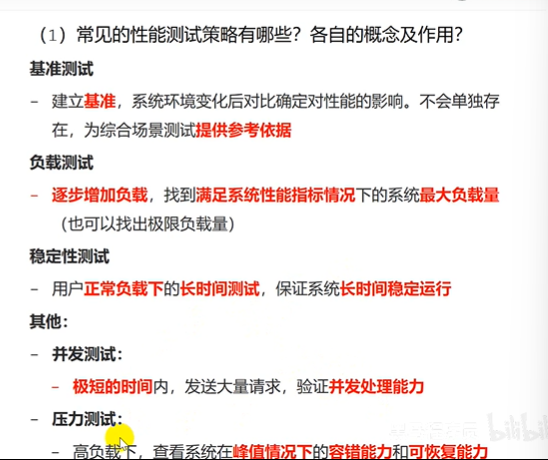 （1）常见的性能测试策略有哪些？各自的概念及作用？
基准测试
– 建立基准，系统环境变化后对比确定对性能的影响。不会单独存
在，为综合场景测试提供参考依据
负载测试
– 逐步增加负载，找到满足系统性能指标情况下的系统最大负载量
（也可以找出极限负载量）
稳定性测试
– 用户正常负载下的长时间测试，保证系统长时间稳定运行
其他：
– 并发测试：
– 极短的时间内，发送大量请求，验证并发处理能力
– 压力测试：
– 高负载下，查看系统在峰值情况下的容错能力和可恢复能力
bilibili